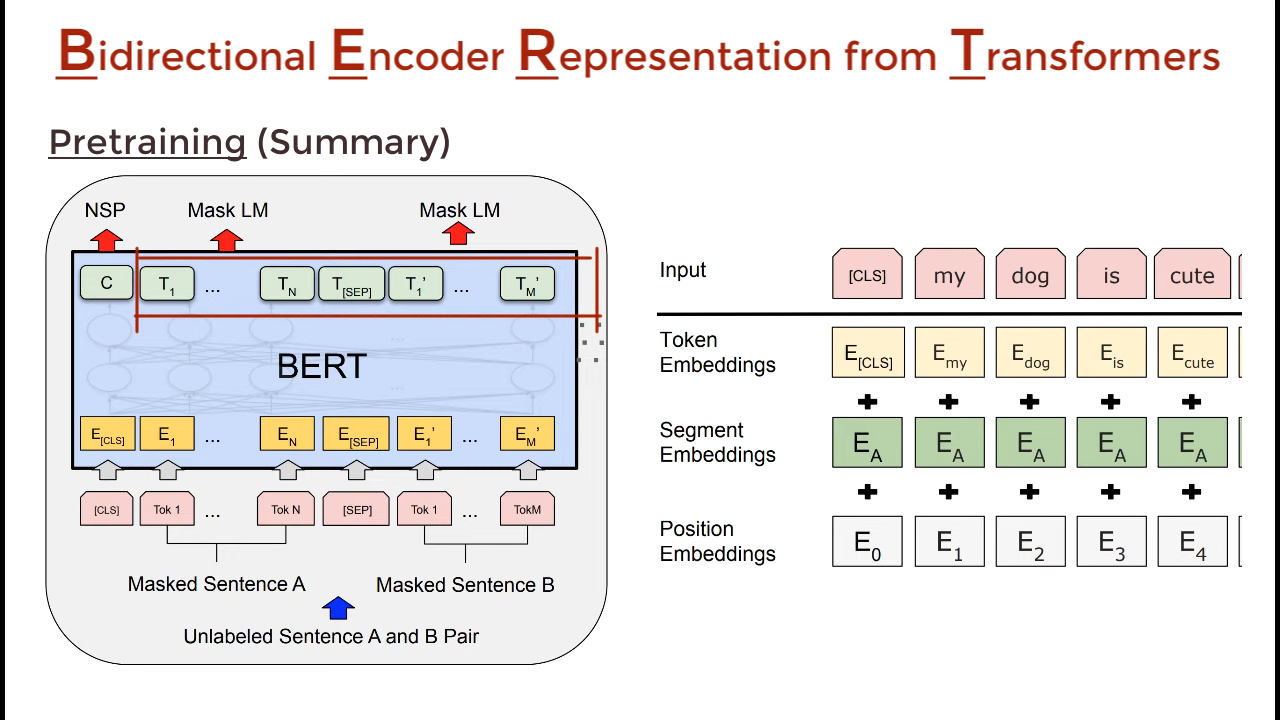 Bidirectional Encoder Representation from Transformers
Pretraining (Summary)
NSP Mask LM Mask LM
C T1 ... TN T[SEP] T1' ... TM'
BERT
E[CLS] E1 ... EN E[SEP] E1' ... EM'
[CLS] Tok 1 ... Tok N [SEP] Tok 1 ... TokM
Masked Sentence A Masked Sentence B
Unlabeled Sentence A and B Pair
Input [CLS] my dog is cute
Token
Embeddings
E[CLS] Emy Edog Eis Ecute
+ + + + +
Segment
Embeddings
EA EA EA EA EA
+ + + + +
Position
Embeddings
E0 E1 E2 E3 E4